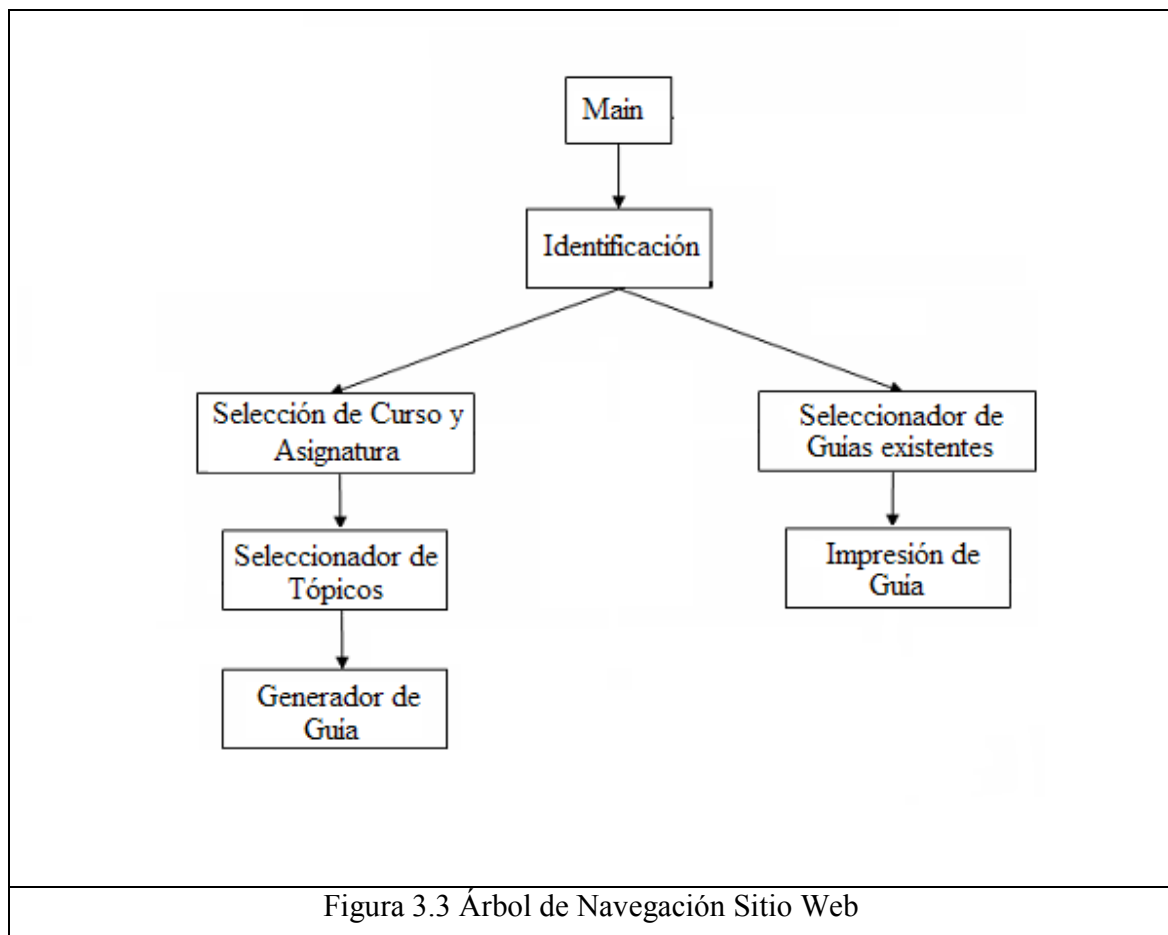 Main
Identificación
Selección de Curso y
Asignatura
Seleccionador de
Guías existentes
Seleccionador de
Tópicos
Impresión de
Guía
Generador de
Guía
Figura 3.3 Árbol de Navegación Sitio Web